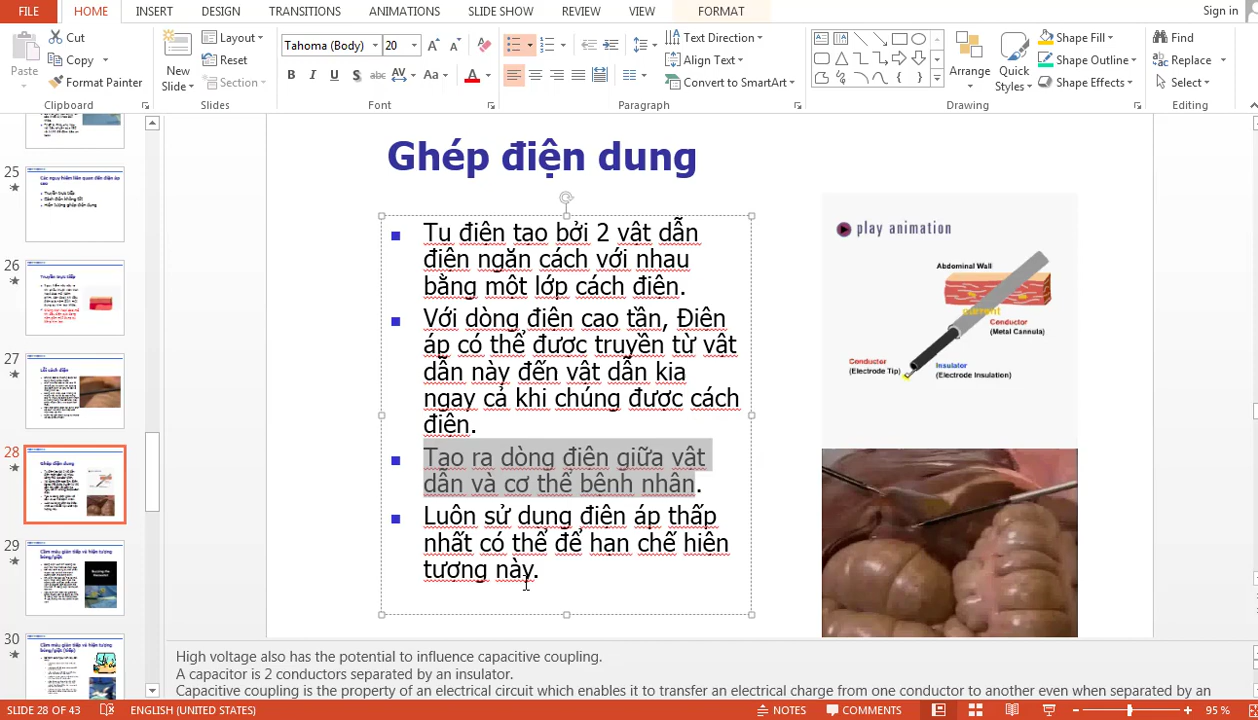 FILE HOME INSERT DESIGN TRANSITIONS ANIMATIONS SLIDE SHOW REVIEW VIEW FORMAT Sign in
Paste
Cut
Copy
Format Painter
Clipboard
New
Slide
Layout
Reset
Section
Slides
Tahoma (Body) 20
B I U S abc AV Aa A
Font
Text Direction
Align Text
Convert to SmartArt
Paragraph
Arrange
Quick
Styles
Shape Fill
Shape Outline
Shape Effects
Drawing
Find
Replace
Select
Editing
25
26
27
28
29
30
Ghép điện dung
Tụ điện tạo bởi 2 vật dẫn
điện ngăn cách với nhau
bằng một lớp cách điện.
Với dòng điện cao tần, Điện
áp có thể được truyền từ vật
dẫn này đến vật dẫn kia
ngay cả khi chúng được cách
điện.
Tạo ra dòng điện giữa vật
dẫn và cơ thể bệnh nhân.
Luôn sử dụng điện áp thấp
nhất có thể để hạn chế hiện
tượng này.
play animation
Abdominal Wall
current
Conductor
(Metal Cannula)
Conductor
(Electrode Tip)
Insulator
(Electrode Insulation)
High voltage also has the potential to influence capacitive coupling.
A capacitor is 2 conductors separated by an insulator.
Capacitive coupling is the property of an electrical circuit which enables it to transfer an electrical charge from one conductor to another even when separated by an
SLIDE 28 OF 43 ENGLISH (UNITED STATES) NOTES COMMENTS 95 %